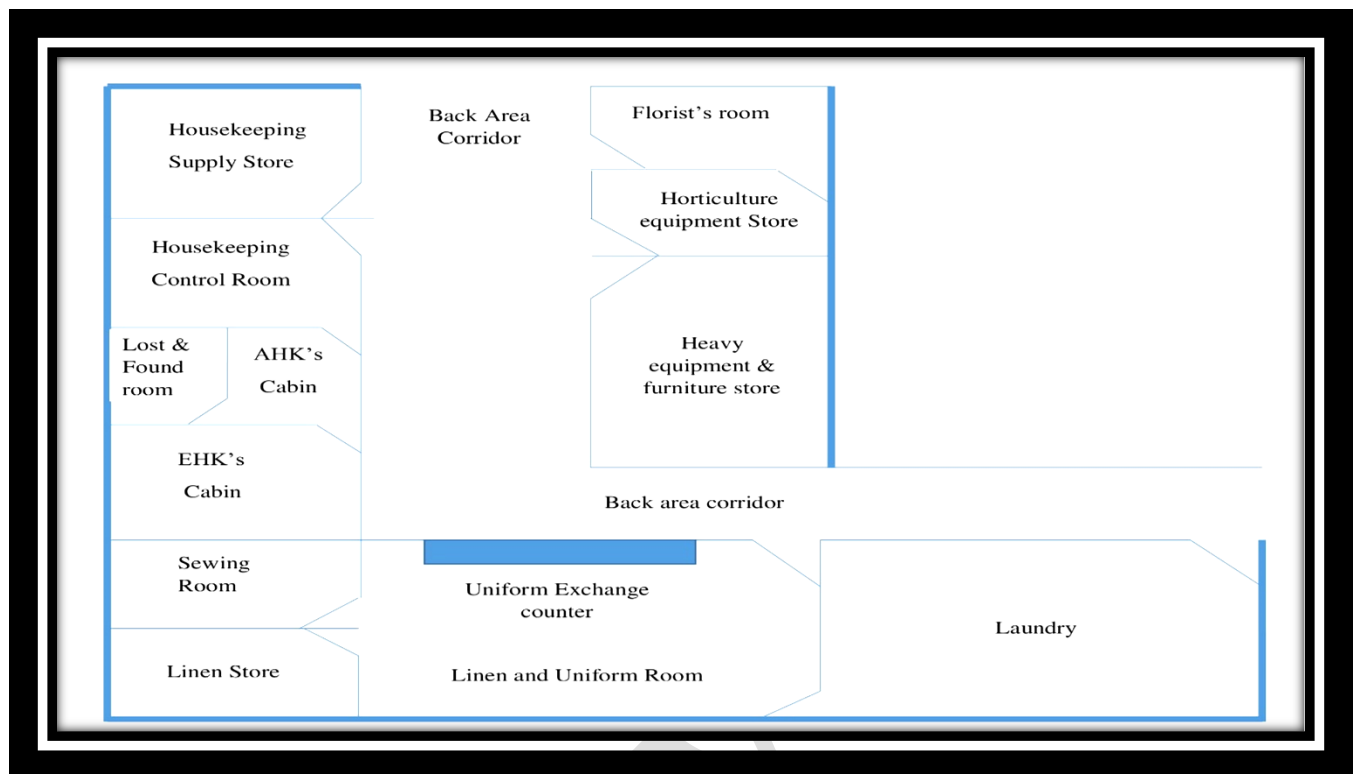 Housekeeping
Supply Store
Back Area
Corridor
Florist’s room
Horticulture
equipment Store
Housekeeping
Control Room
Lost &
Found
room
AHK’s
Cabin
Heavy
equipment &
furniture store
EHK’s
Cabin
Back area corridor
Sewing
Room
Uniform Exchange
counter
Laundry
Linen Store
Linen and Uniform Room